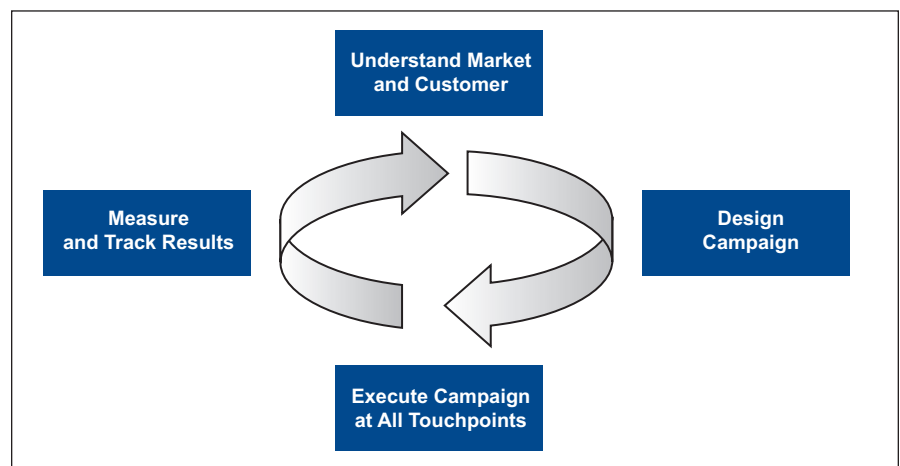 Understand Market
and Customer
Measure
and Track Results
Design
Campaign
Execute Campaign
at All Touchpoints